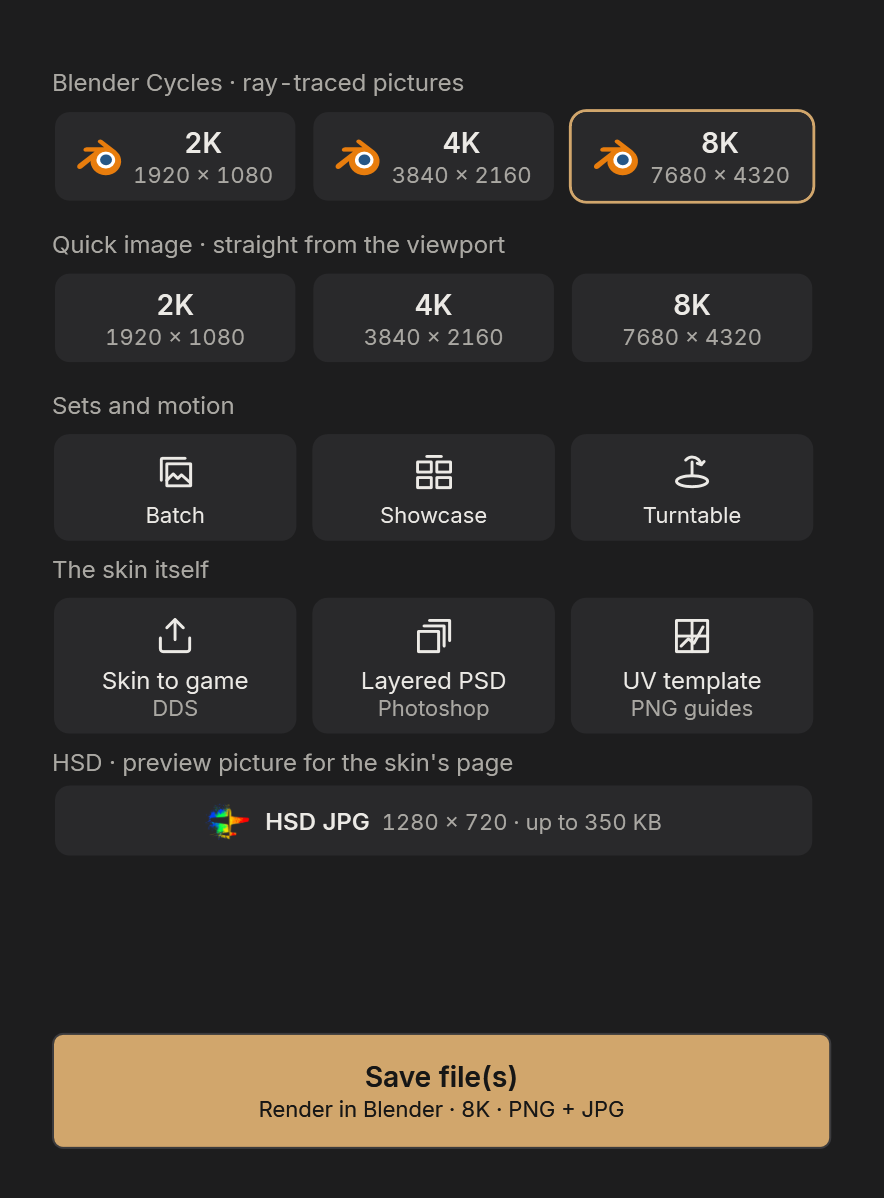 Blender Cycles · ray-traced pictures
2K
1920 × 1080
4K
3840 × 2160
8K
7680 × 4320
Quick image · straight from the viewport
2K
1920 × 1080
4K
3840 × 2160
8K
7680 × 4320
Sets and motion
Batch
Showcase
Turntable
The skin itself
Skin to game
DDS
Layered PSD
Photoshop
UV template
PNG guides
HSD · preview picture for the skin's page
HSD JPG 1280 × 720 · up to 350 KB
Save file(s)
Render in Blender · 8K · PNG + JPG